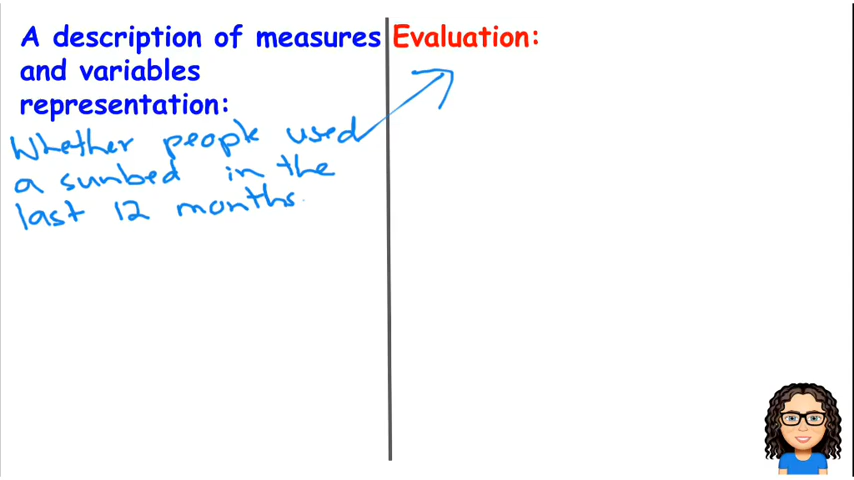 A description of measures
and variables
representation:
Whether people used
a sunbed in the
last 12 months
Evaluation: